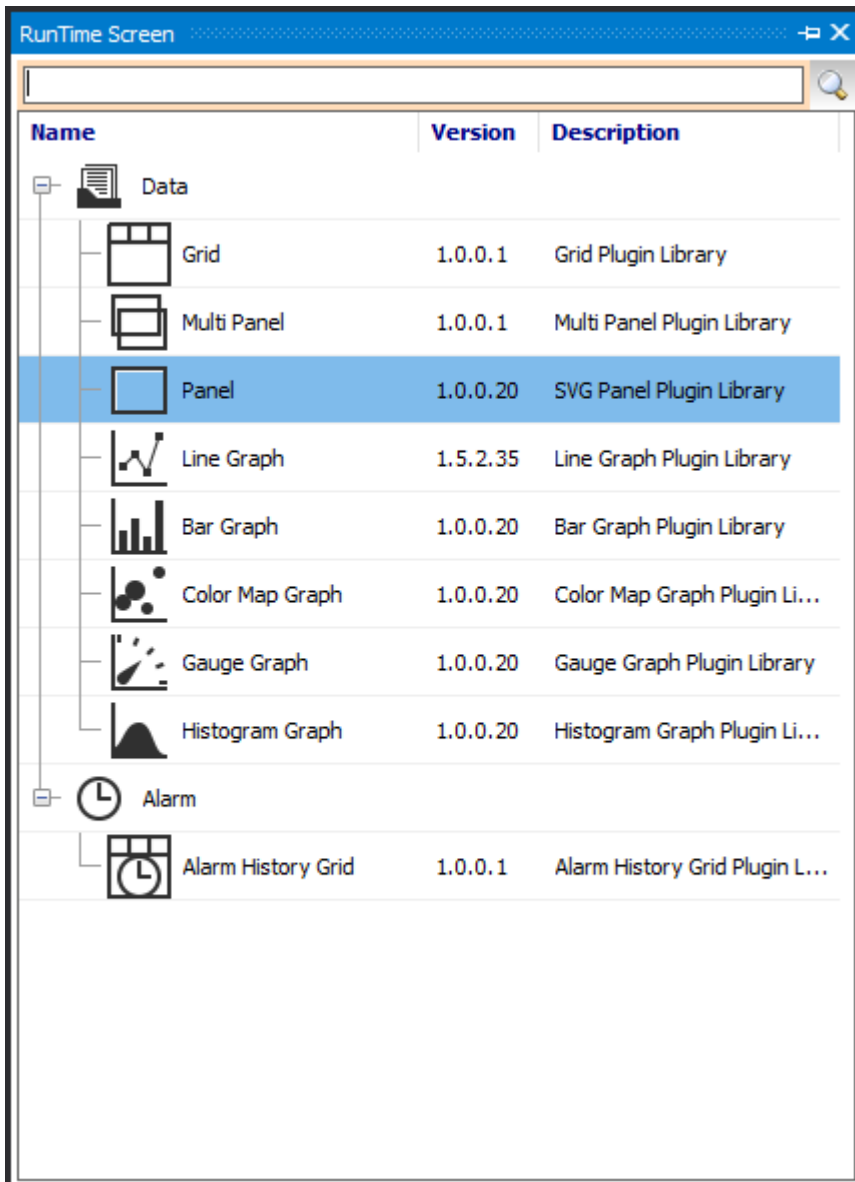 RunTime Screen
Name Version Description
Data
Grid 1.0.0.1 Grid Plugin Library
Multi Panel 1.0.0.1 Multi Panel Plugin Library
Panel 1.0.0.20 SVG Panel Plugin Library
Line Graph 1.5.2.35 Line Graph Plugin Library
Bar Graph 1.0.0.20 Bar Graph Plugin Library
Color Map Graph 1.0.0.20 Color Map Graph Plugin Li...
Gauge Graph 1.0.0.20 Gauge Graph Plugin Library
Histogram Graph 1.0.0.20 Histogram Graph Plugin Li...
Alarm
Alarm History Grid 1.0.0.1 Alarm History Grid Plugin L...